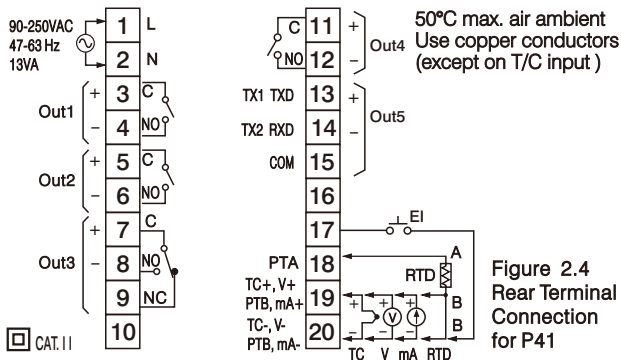 90-250VAC
47-63 Hz
13VA
1 L
2 N
Out1
+ 3 C
− 4 NO
Out2
+ 5 C
− 6 NO
Out3
+ 7 C
− 8 NO
9 NC
10
CAT. II
C 11 +
NO 12 −
Out4
TX1 TXD 13 +
TX2 RXD 14 −
Out5
COM 15
16
17 EI
PTA 18 A
RTD
TC+, V+
PTB, mA+ 19 + + + B
V
TC-, V-
PTB, mA- 20 − − − B
TC V mA RTD
50°C max. air ambient
Use copper conductors
(except on T/C input )
Figure 2.4
Rear Terminal
Connection
for P41